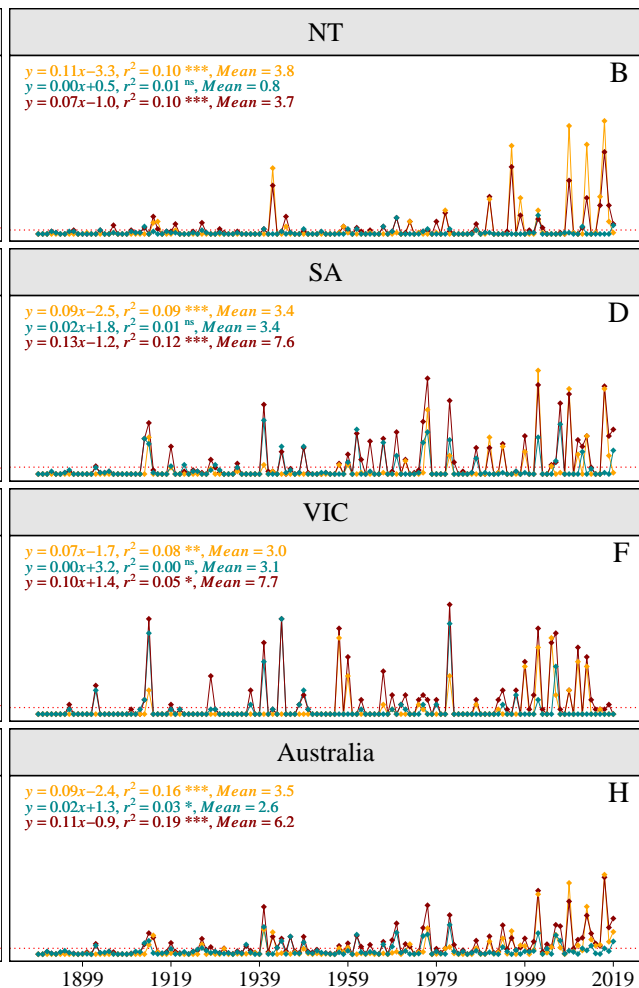 NT
B
y = 0.11x−3.3, r² = 0.10 ***, Mean = 3.8
y = 0.00x+0.5, r² = 0.01 ns, Mean = 0.8
y = 0.07x−1.0, r² = 0.10 ***, Mean = 3.7
SA
D
y = 0.09x−2.5, r² = 0.09 ***, Mean = 3.4
y = 0.02x+1.8, r² = 0.01 ns, Mean = 3.4
y = 0.13x−1.2, r² = 0.12 ***, Mean = 7.6
VIC
F
y = 0.07x−1.7, r² = 0.08 **, Mean = 3.0
y = 0.00x+3.2, r² = 0.00 ns, Mean = 3.1
y = 0.10x+1.4, r² = 0.05 *, Mean = 7.7
Australia
H
y = 0.09x−2.4, r² = 0.16 ***, Mean = 3.5
y = 0.02x+1.3, r² = 0.03 *, Mean = 2.6
y = 0.11x−0.9, r² = 0.19 ***, Mean = 6.2
1899 1919 1939 1959 1979 1999 2019